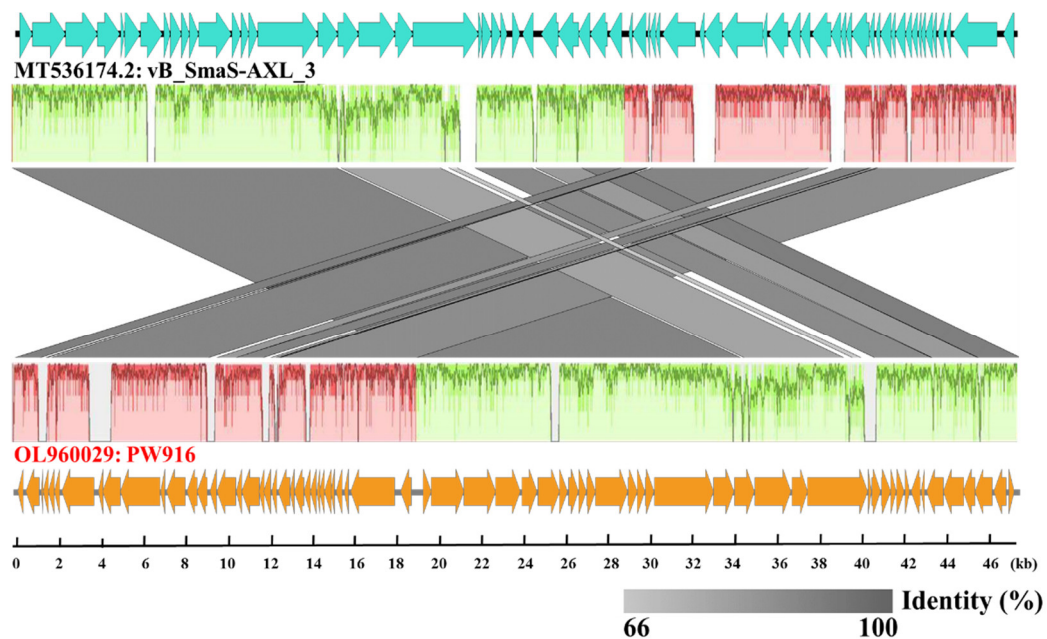 MT536174.2: vB_SmaS-AXL_3
OL960029: PW916
0 2 4 6 8 10 12 14 16 18 20 22 24 26 28 30 32 34 36 38 40 42 44 46 (kb)
Identity (%)
66 100